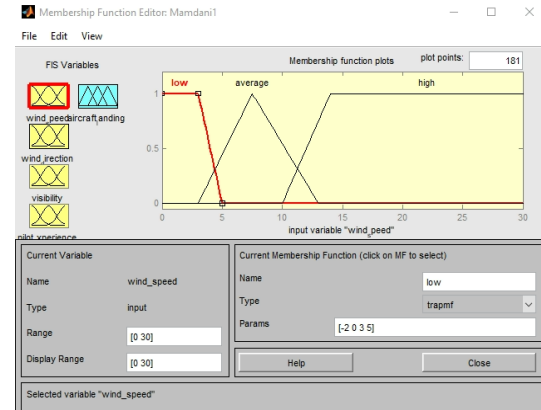 Membership Function Editor: Mamdani1
File Edit View
FIS Variables
Membership function plots plot points: 181
low average high
1
0.5
0
0 5 10 15 20 25 30
input variable "wind_speed"
wind_peed aircraft_anding
wind_irection
visibility
pilot_xperience
Current Variable
Name wind_speed
Type input
Range [0 30]
Display Range [0 30]
Current Membership Function (click on MF to select)
Name low
Type trapmf
Params [-2 0 3 5]
Help Close
Selected variable "wind_speed"